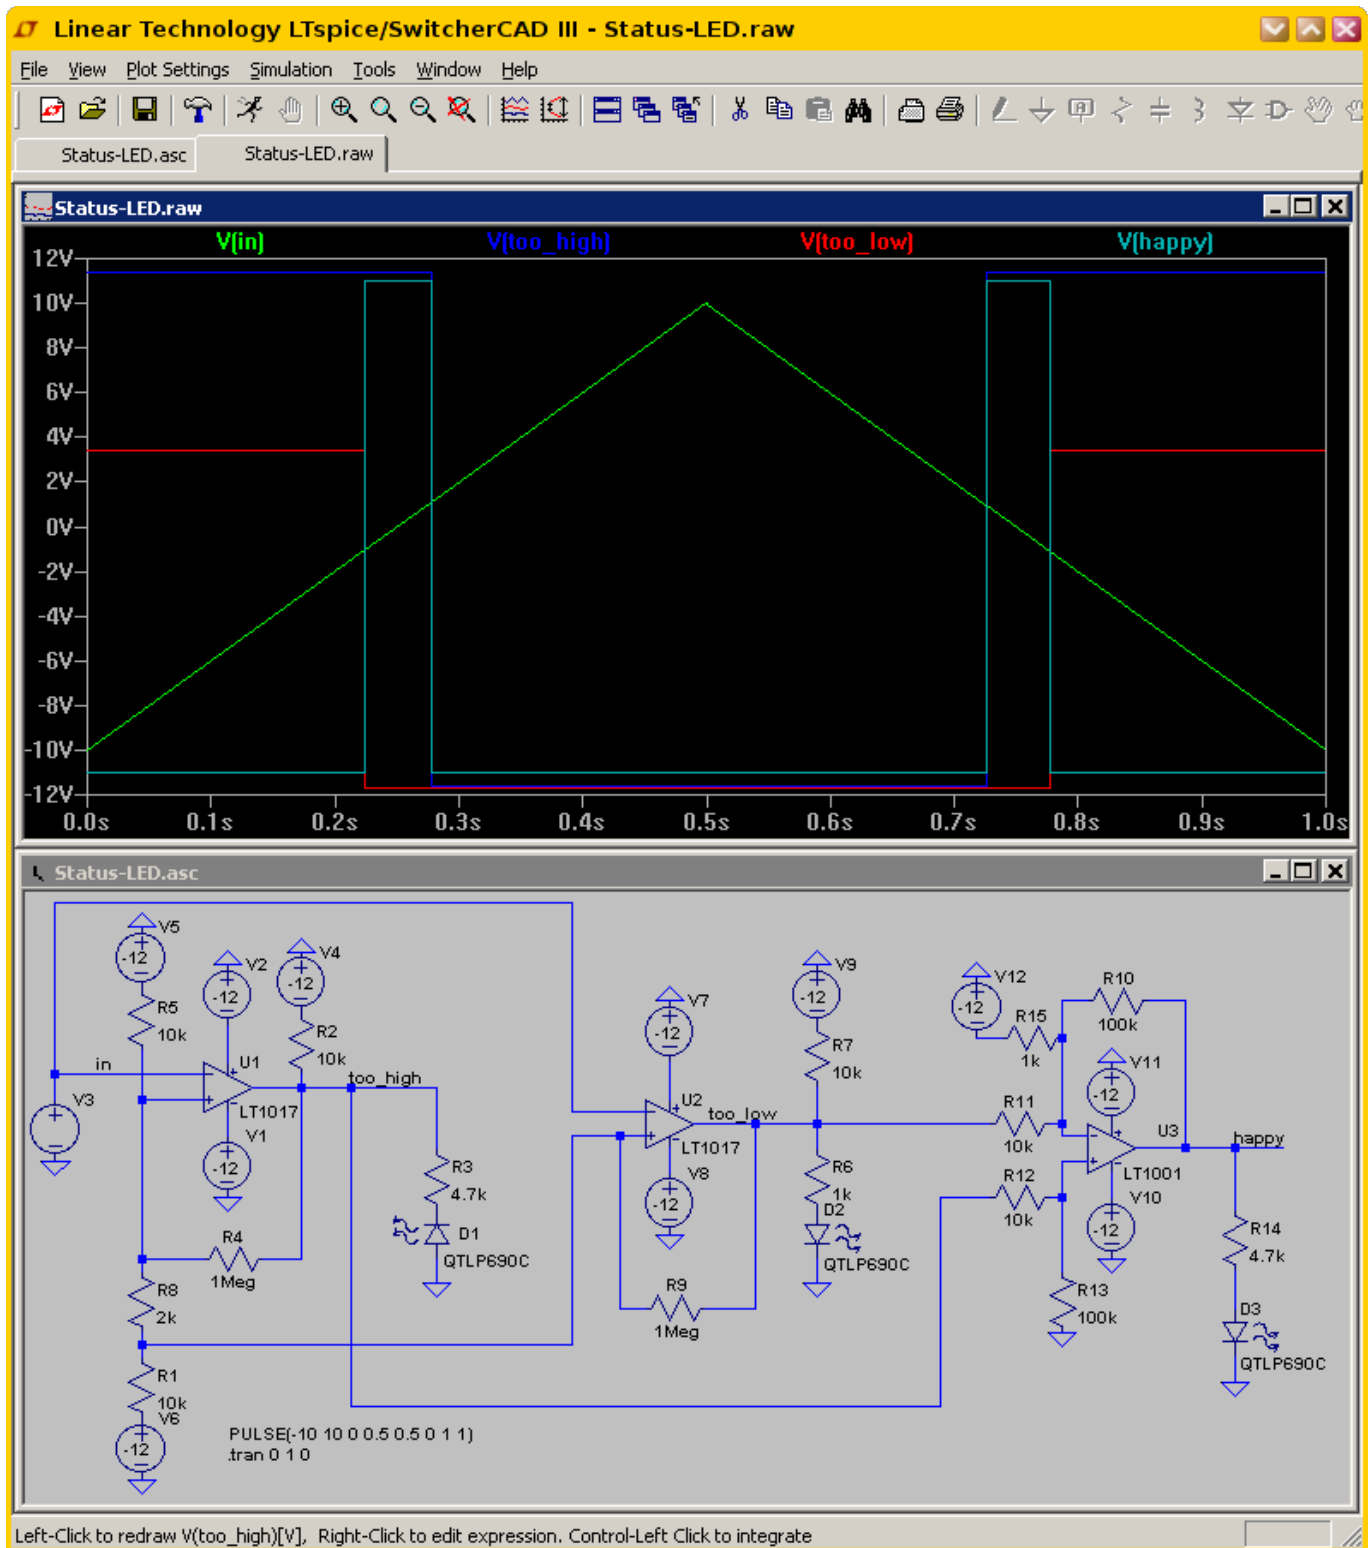 Linear Technology LTspice/SwitcherCAD III - Status-LED.raw
File View Plot Settings Simulation Tools Window Help
Status-LED.asc Status-LED.raw
Status-LED.raw
V(in) V(too_high) V(too_low) V(happy)
12V
10V
8V
6V
4V
2V
0V
-2V
-4V
-6V
-8V
-10V
-12V
0.0s 0.1s 0.2s 0.3s 0.4s 0.5s 0.6s 0.7s 0.8s 0.9s 1.0s
Status-LED.asc
V5
-12
R5
10k
V2
-12
V4
-12
R2
10k
in
V3
U1
LT1017
too_high
V1
-12
R3
4.7k
D1
QTLP690C
R4
1Meg
R8
2k
R1
10k
V6
-12
PULSE(-10 10 0 0.5 0.5 0 1 1)
.tran 0 1 0
V7
-12
U2
LT1017
too_low
V8
-12
R9
1Meg
V9
-12
R7
10k
R6
1k
D2
QTLP690C
V12
-12
R15
1k
R10
100k
V11
-12
R11
10k
R12
10k
U3
LT1001
happy
V10
-12
R13
100k
R14
4.7k
D3
QTLP690C
Left-Click to redraw V(too_high)[V], Right-Click to edit expression. Control-Left Click to integrate